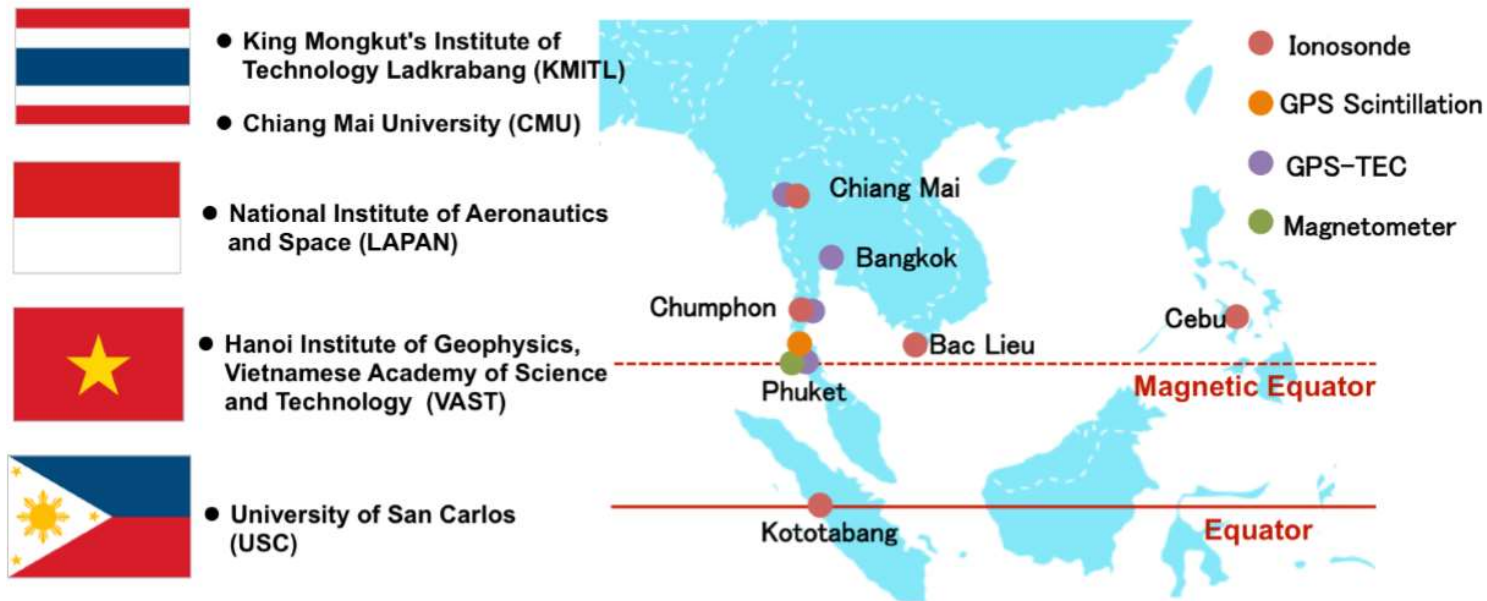 ● King Mongkut's Institute of
Technology Ladkrabang (KMITL)
● Chiang Mai University (CMU)
● National Institute of Aeronautics
and Space (LAPAN)
● Hanoi Institute of Geophysics,
Vietnamese Academy of Science
and Technology (VAST)
● University of San Carlos
(USC)
Chiang Mai
Bangkok
Chumphon
Bac Lieu
Cebu
Phuket
Magnetic Equator
Kototabang
Equator
Ionosonde
GPS Scintillation
GPS-TEC
Magnetometer